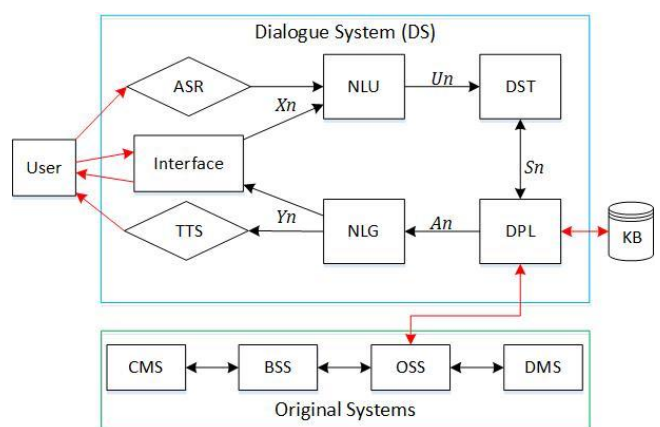 Dialogue System (DS)
ASR
NLU
Un
DST
Xn
User
Interface
Sn
TTS
Yn
NLG
An
DPL
KB
CMS
BSS
OSS
DMS
Original Systems